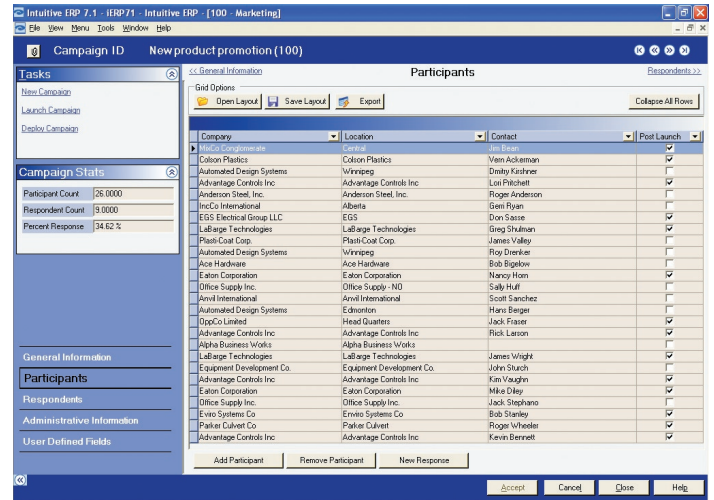 Intuitive ERP 7.1 - iERP71 - Intuitive ERP - [100 - Marketing]
File View Menu Tools Window Help
Campaign ID New product promotion (100)
Tasks
New Campaign
Launch Campaign
Deploy Campaign
Campaign Stats
Participant Count 26.0000
Respondent Count 9.0000
Percent Response 34.62 %
General Information
Participants
Respondents
Administrative Information
User Defined Fields
<< General Information Participants Respondents >>
Grid Options
Open Layout Save Layout Export Collapse All Rows
Company Location Contact Post Launch
MixCo Conglomerate Central Jim Bean
Colson Plastics Colson Plastics Vern Ackerman
Automated Design Systems Winnipeg Dmitry Kirshner
Advantage Controls Inc Advantage Controls Inc Lori Pritchett
Anderson Steel, Inc. Anderson Steel, Inc. Roger Anderson
IncCo International Alberta Gerri Ryan
EGS Electrical Group LLC EGS Don Sasse
LaBarge Technologies LaBarge Technologies Greg Shulman
Plasti-Coat Corp. Plasti-Coat Corp. James Valley
Automated Design Systems Winnipeg Roy Drenker
Ace Hardware Ace Hardware Bob Bigelow
Eaton Corporation Eaton Corporation Nancy Horn
Office Supply Inc. Office Supply - NO Sally Huff
Anvil International Anvil International Scott Sanchez
Automated Design Systems Edmonton Hans Berger
OppCo Limited Head Quarters Jack Fraser
Advantage Controls Inc Advantage Controls Inc Rick Larson
Alpha Business Works Alpha Business Works
LaBarge Technologies LaBarge Technologies James Wright
Equipment Development Co. Equipment Development Co. John Sturch
Advantage Controls Inc Advantage Controls Inc Kim Vaughn
Eaton Corporation Eaton Corporation Mike Diley
Office Supply Inc. Office Supply Inc. Jack Stephano
Eviro Systems Co Enviro Systems Co Bob Stanley
Parker Culvert Co Parker Culvert Roger Wheeler
Advantage Controls Inc Advantage Controls Inc Kevin Bennett
Add Participant Remove Participant New Response
Accept Cancel Close Help